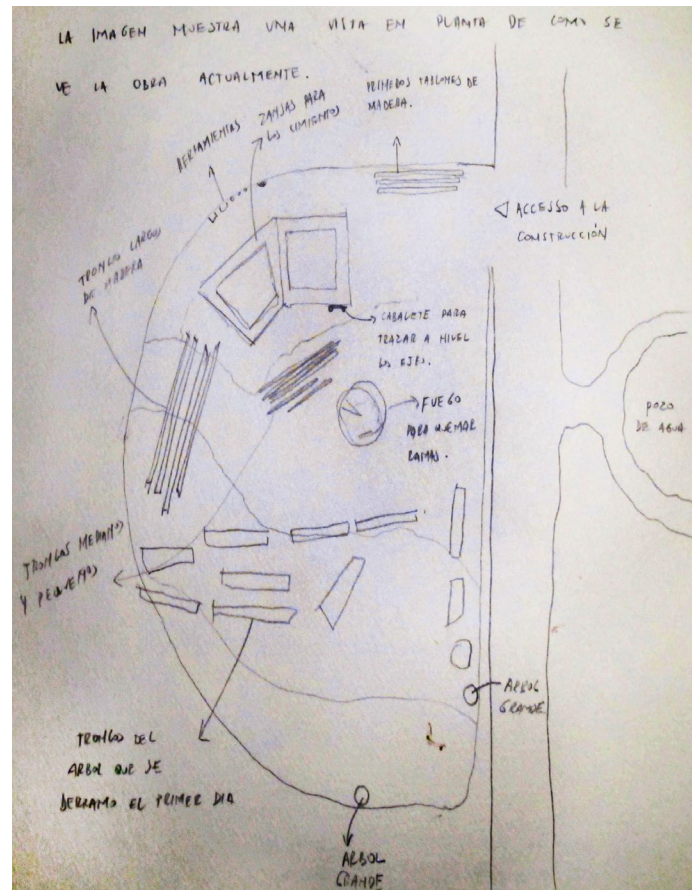 LA IMAGEN MUESTRA UNA VISTA EN PLANTA DE COMO SE
VE LA OBRA ACTUALMENTE.
PRIMEROS TABLONES DE
MADERA.
HERRAMIENTAS
ZANJAS PARA
LOS CIMIENTOS
ACCESSO A LA
CONSTRUCCIÓN
TRONCOS LARGOS
DE MADERA
CABALLETE PARA
TRAZAR A NIVEL
LOS EJES.
FUEGO
PARA QUEMAR
RAMAS.
POZO
DE AGUA
TRONCOS MEDIANOS
Y PEQUEÑOS
ARBOL
GRANDE
TRONCO DEL
ARBOL QUE SE
DERRAMO EL PRIMER DIA
ARBOL
GRANDE